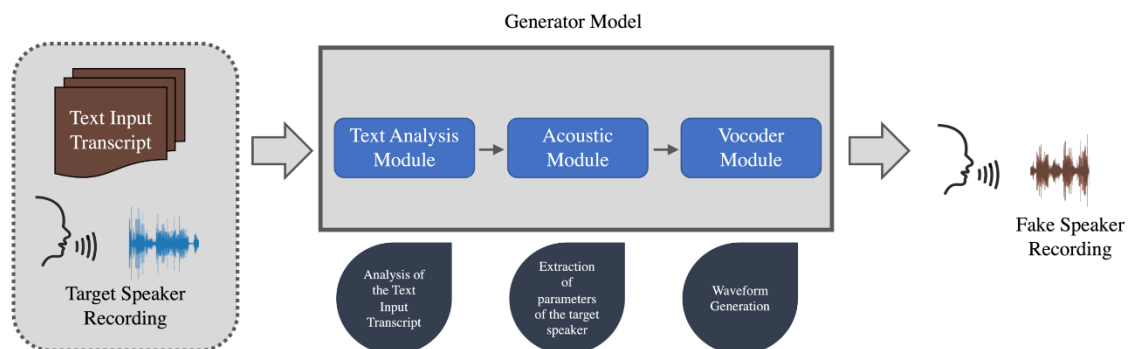 Generator Model
Text Input
Transcript
Target Speaker
Recording
Text Analysis
Module
Acoustic
Module
Vocoder
Module
Analysis of
the Text
Input
Transcript
Extraction
of
parameters
of the target
speaker
Waveform
Generation
Fake Speaker
Recording